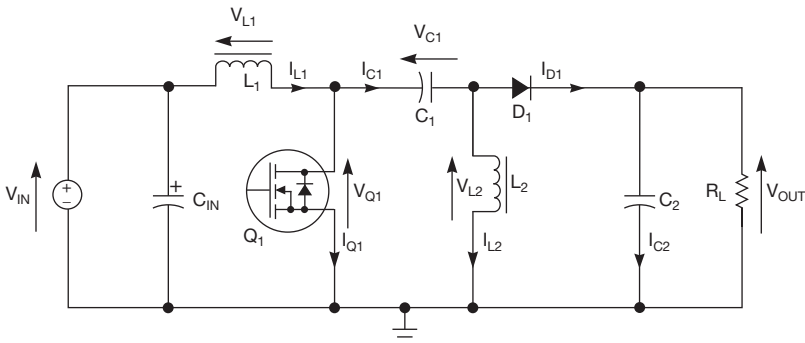 V_L1
V_C1
L_1
I_L1
I_C1
C_1
D_1
I_D1
V_IN
+
−
+
C_IN
Q_1
V_Q1
I_Q1
V_L2
L_2
I_L2
C_2
I_C2
R_L
V_OUT